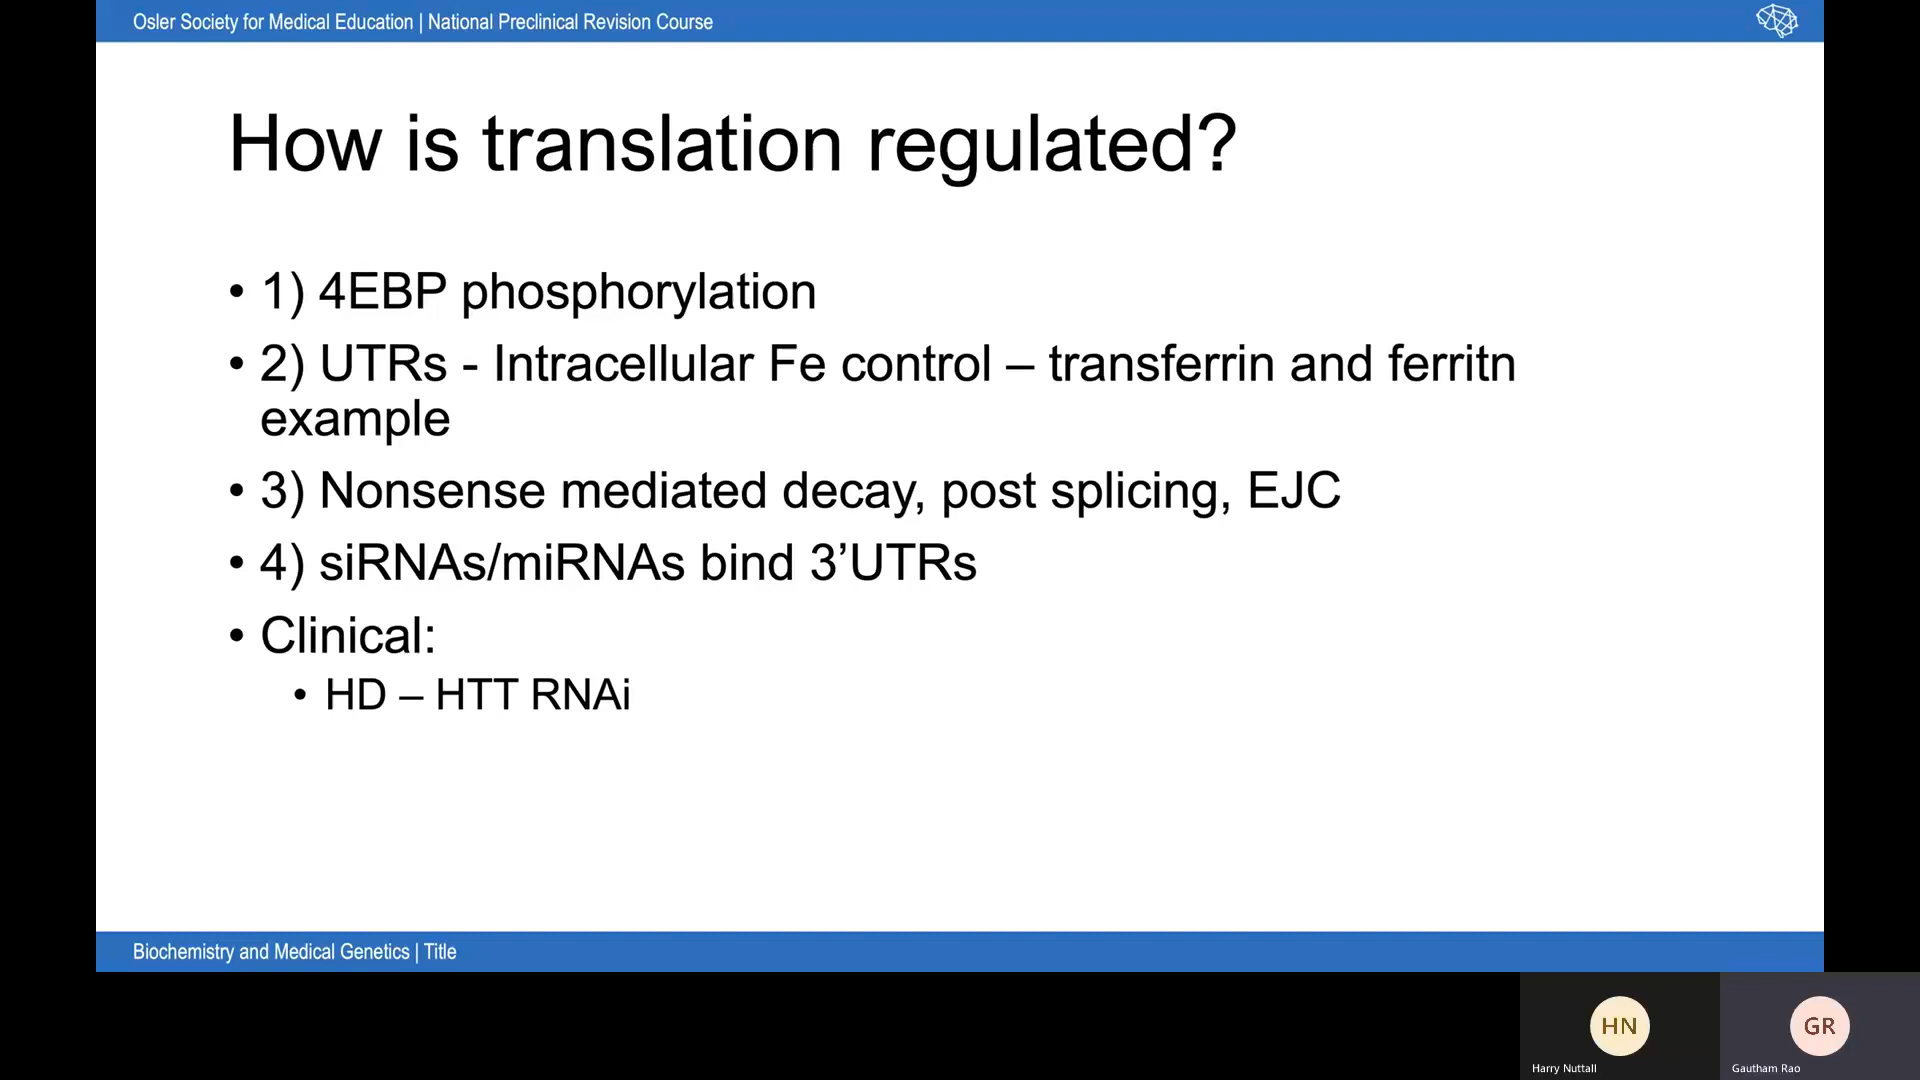 Osler Society for Medical Education | National Preclinical Revision Course
How is translation regulated?
• 1) 4EBP phosphorylation
• 2) UTRs - Intracellular Fe control – transferrin and ferritn
example
• 3) Nonsense mediated decay, post splicing, EJC
• 4) siRNAs/miRNAs bind 3’UTRs
• Clinical:
• HD – HTT RNAi
Biochemistry and Medical Genetics | Title
HN
GR
Harry Nuttall
Gautham Rao